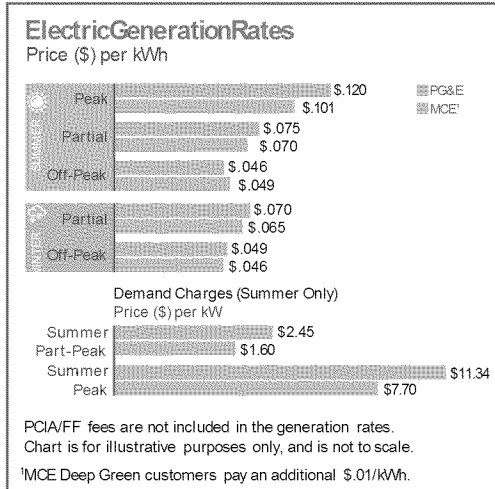 ElectricGenerationRates
Price ($) per kWh
PG&E
MCE¹
SUMMER
Peak
$.120
$.101
Partial
$.075
$.070
Off-Peak
$.046
$.049
WINTER
Partial
$.070
$.065
Off-Peak
$.049
$.046
Demand Charges (Summer Only)
Price ($) per kW
Summer
Part-Peak
$2.45
$1.60
Summer
Peak
$11.34
$7.70
PCIA/FF fees are not included in the generation rates.
Chart is for illustrative purposes only, and is not to scale.
¹MCE Deep Green customers pay an additional $.01/kWh.